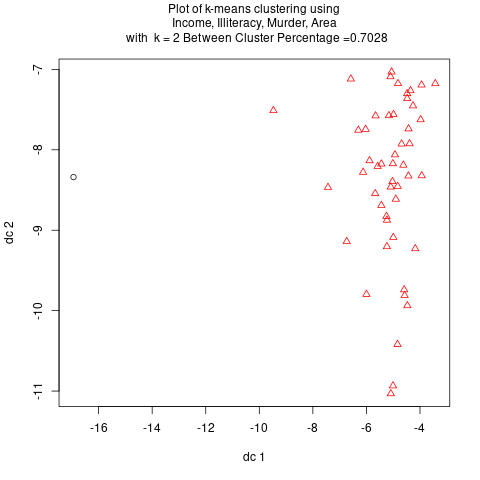 Plot of k-means clustering using
Income, Illiteracy, Murder, Area
with k = 2 Between Cluster Percentage =0.7028
-7
-8
-9
-10
-11
dc 2
-16
-14
-12
-10
-8
-6
-4
dc 1